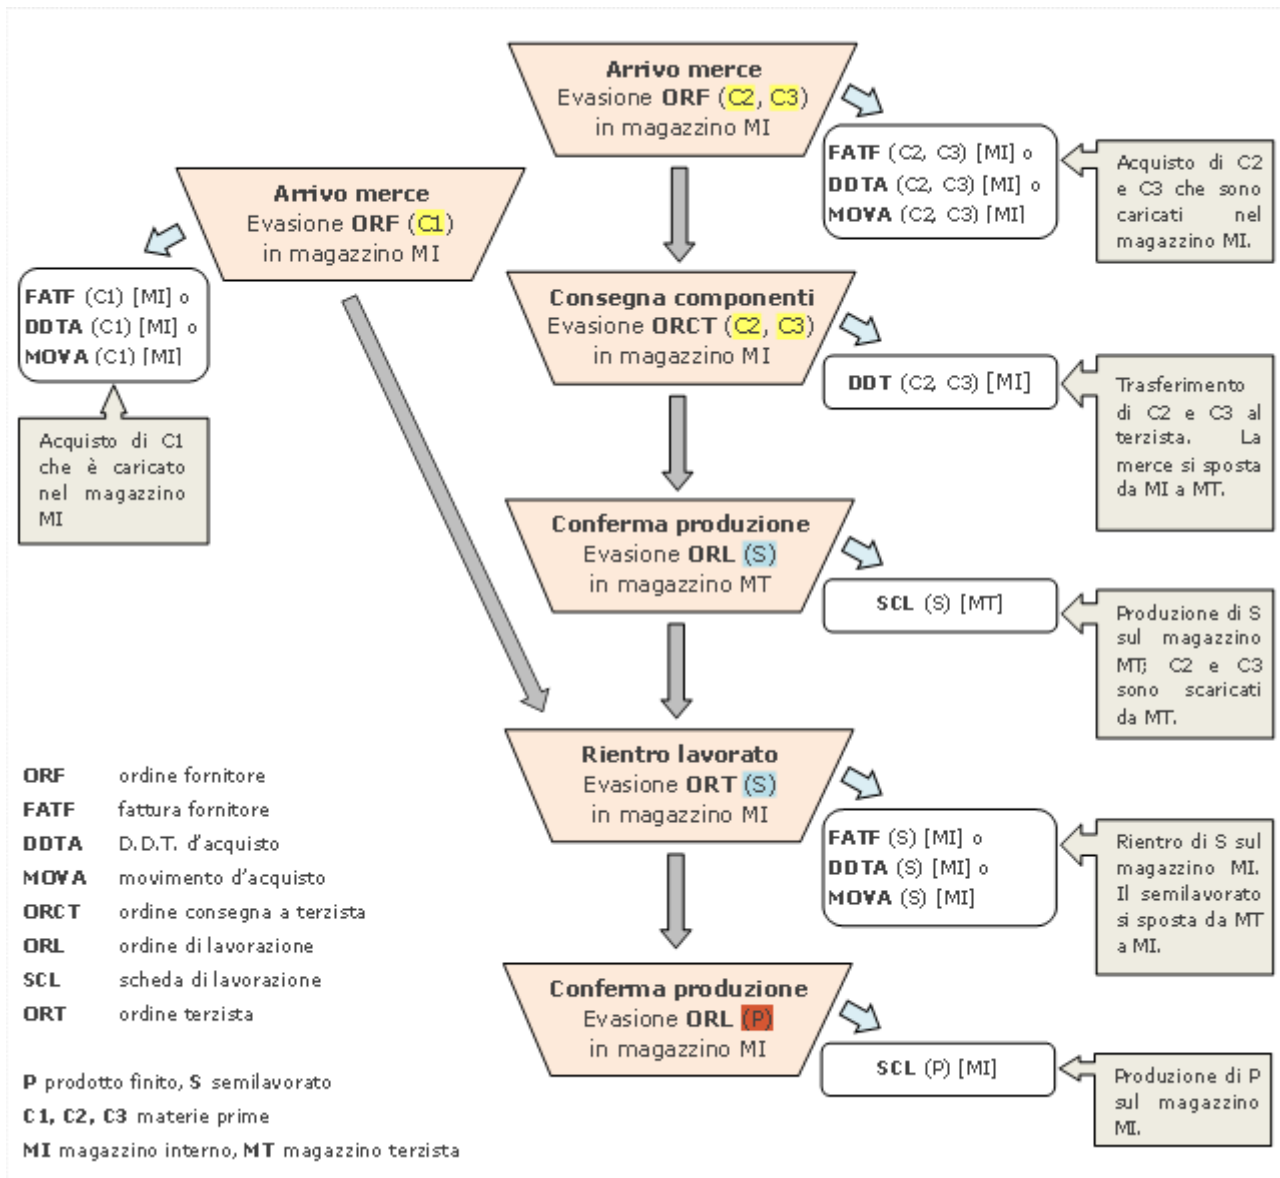 Arrivo merce
Evasione ORF (C2, C3)
in magazzino MI
FATF (C2, C3) [MI] o
DDTA (C2, C3) [MI] o
MOVA (C2, C3) [MI]
Acquisto di C2
e C3 che sono
caricati nel
magazzino MI.
Arrivo merce
Evasione ORF (C1)
in magazzino MI
FATF (C1) [MI] o
DDTA (C1) [MI] o
MOVA (C1) [MI]
Acquisto di C1
che è caricato
nel magazzino
MI
Consegna componenti
Evasione ORCT (C2, C3)
in magazzino MI
DDT (C2, C3) [MI]
Trasferimento
di C2 e C3 al
terzista. La
merce si sposta
da MI a MT.
Conferma produzione
Evasione ORL (S)
in magazzino MT
SCL (S) [MT]
Produzione di S
sul magazzino
MT; C2 e C3
sono scaricati
da MT.
Rientro lavorato
Evasione ORT (S)
in magazzino MI
FATF (S) [MI] o
DDTA (S) [MI] o
MOVA (S) [MI]
Rientro di S sul
magazzino MI.
Il semilavorato
si sposta da MT
a MI.
Conferma produzione
Evasione ORL (P)
in magazzino MI
SCL (P) [MI]
Produzione di P
sul magazzino
MI.
ORF ordine fornitore
FATF fattura fornitore
DDTA D.D.T. d'acquisto
MOVA movimento d'acquisto
ORCT ordine consegna a terzista
ORL ordine di lavorazione
SCL scheda di lavorazione
ORT ordine terzista
P prodotto finito, S semilavorato
C1, C2, C3 materie prime
MI magazzino interno, MT magazzino terzista